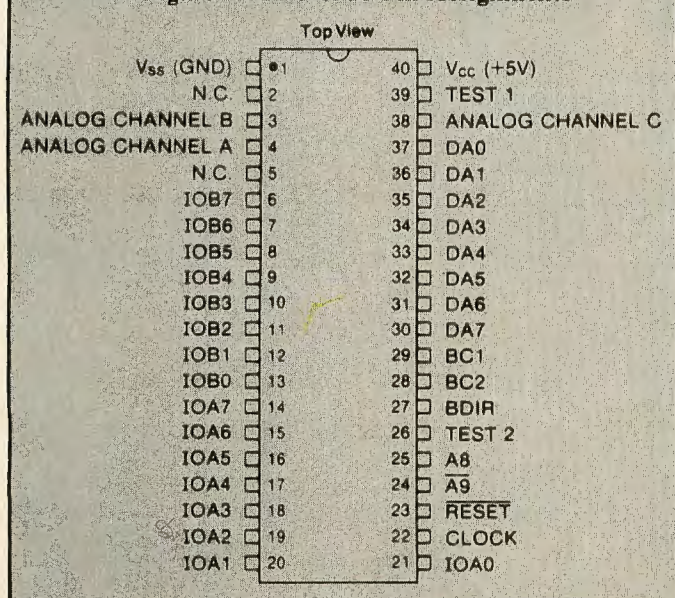 Top View
Vss (GND) 1 40 Vcc (+5V)
N.C. 2 39 TEST 1
ANALOG CHANNEL B 3 38 ANALOG CHANNEL C
ANALOG CHANNEL A 4 37 DA0
N.C. 5 36 DA1
IOB7 6 35 DA2
IOB6 7 34 DA3
IOB5 8 33 DA4
IOB4 9 32 DA5
IOB3 10 31 DA6
IOB2 11 30 DA7
IOB1 12 29 BC1
IOB0 13 28 BC2
IOA7 14 27 BDIR
IOA6 15 26 TEST 2
IOA5 16 25 A8
IOA4 17 24 A9
IOA3 18 23 RESET
IOA2 19 22 CLOCK
IOA1 20 21 IOA0